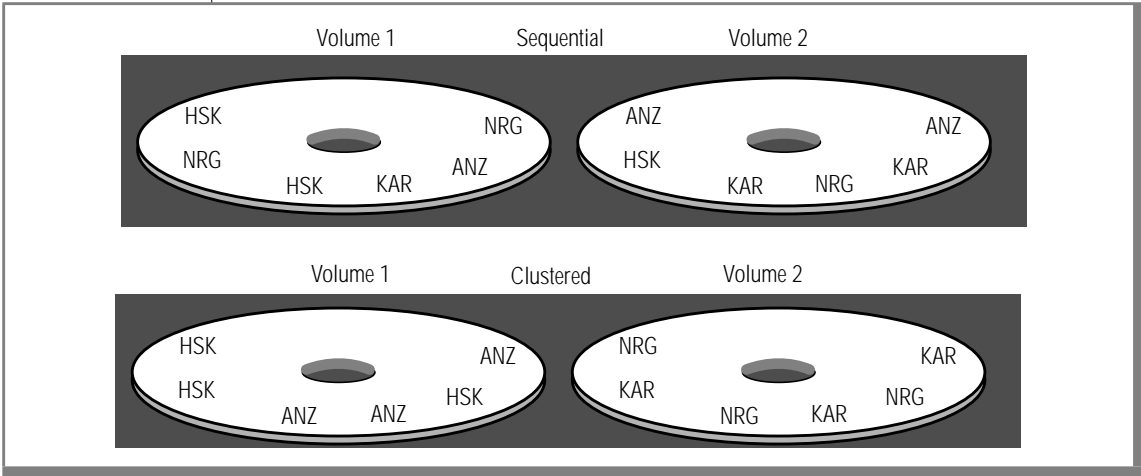 Volume 1 Sequential Volume 2
HSK NRG ANZ ANZ
NRG HSK KAR ANZ HSK KAR NRG KAR
Volume 1 Clustered Volume 2
HSK ANZ NRG KAR
HSK ANZ ANZ HSK KAR NRG KAR NRG